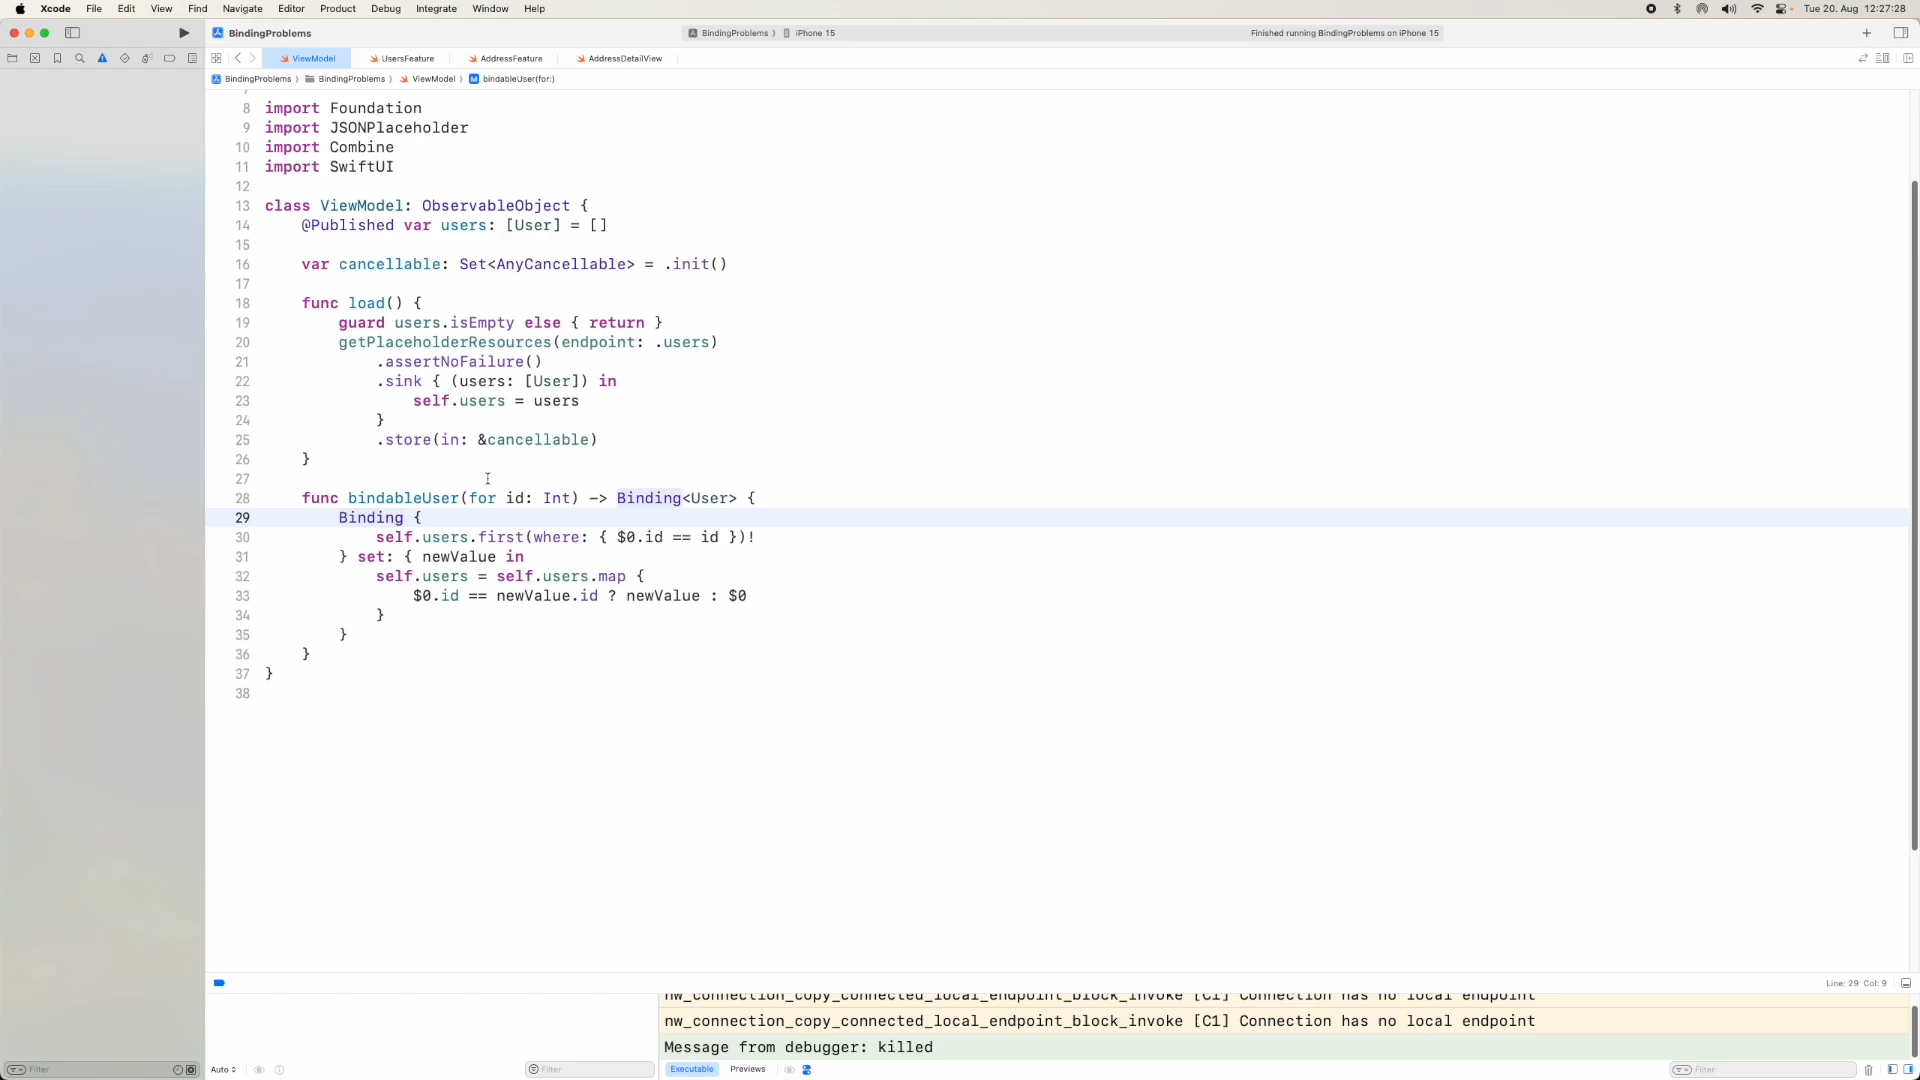 Xcode File Edit View Find Navigate Editor Product Debug Integrate Window Help
Tue 20. Aug 12:27:28
BindingProblems
BindingProblems › iPhone 15
Finished running BindingProblems on iPhone 15
ViewModel UsersFeature AddressFeature AddressDetailView
BindingProblems › BindingProblems › ViewModel › M bindableUser(for:)
7
8 import Foundation
9 import JSONPlaceholder
10 import Combine
11 import SwiftUI
12
13 class ViewModel: ObservableObject {
14 @Published var users: [User] = []
15
16 var cancellable: Set<AnyCancellable> = .init()
17
18 func load() {
19 guard users.isEmpty else { return }
20 getPlaceholderResources(endpoint: .users)
21 .assertNoFailure()
22 .sink { (users: [User]) in
23 self.users = users
24 }
25 .store(in: &cancellable)
26 }
27
28 func bindableUser(for id: Int) -> Binding<User> {
29 Binding {
30 self.users.first(where: { $0.id == id })!
31 } set: { newValue in
32 self.users = self.users.map {
33 $0.id == newValue.id ? newValue : $0
34 }
35 }
36 }
37 }
38
Line: 29 Col: 9
nw_connection_copy_connected_local_endpoint_block_invoke [C1] Connection has no local endpoint
nw_connection_copy_connected_local_endpoint_block_invoke [C1] Connection has no local endpoint
Message from debugger: killed
Filter
Auto
Filter
Executable Previews
Filter